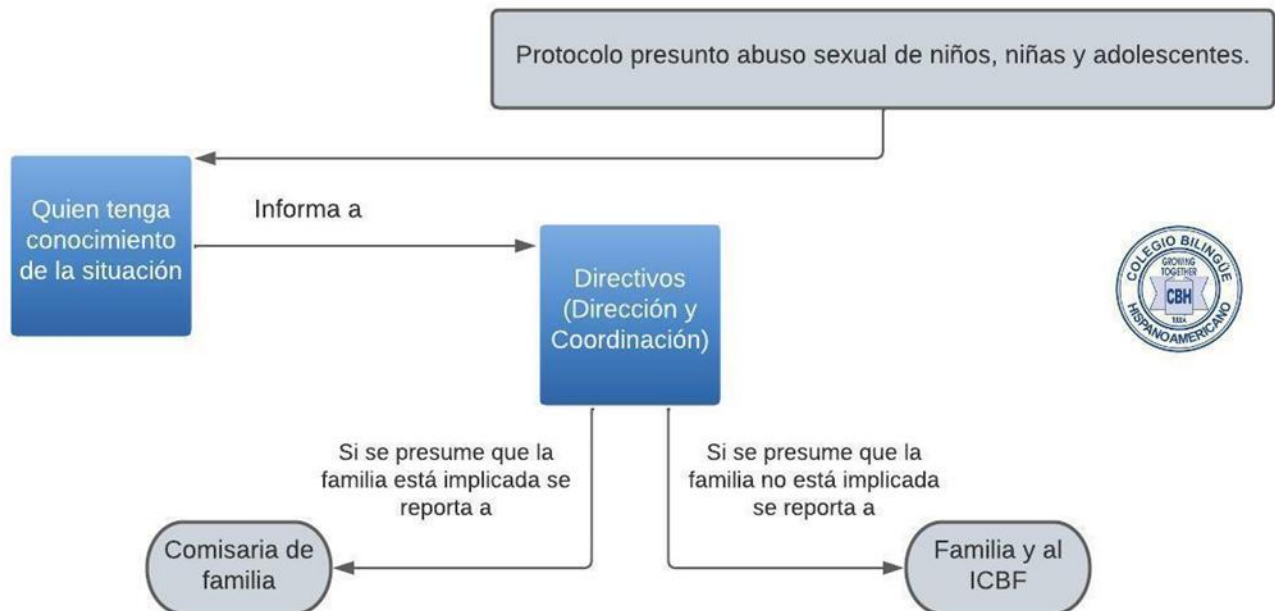 Protocolo presunto abuso sexual de niños, niñas y adolescentes.
Quien tenga
conocimiento
de la situación
Informa a
Directivos
(Dirección y
Coordinación)
COLEGIO BILINGÜE
GROWING
TOGETHER
CBH
HISPANOAMERICANO
Si se presume que la
familia está implicada se
reporta a
Si se presume que la
familia no está implicada
se reporta a
Comisaria de
familia
Familia y al
ICBF